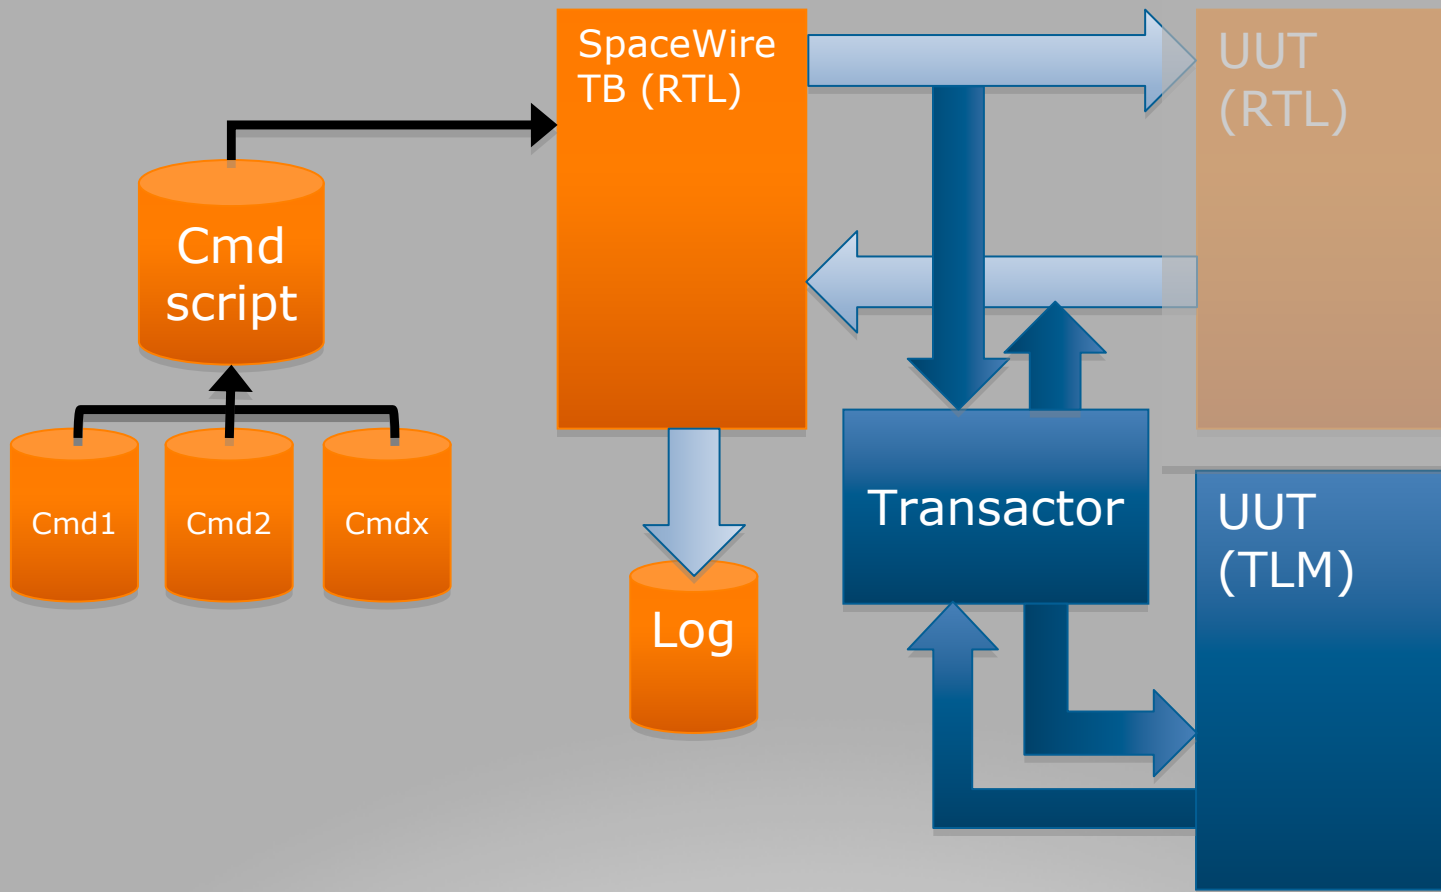 SpaceWire
TB (RTL)
UUT
(RTL)
Cmd
script
Cmd1
Cmd2
Cmdx
Log
Transactor
UUT
(TLM)